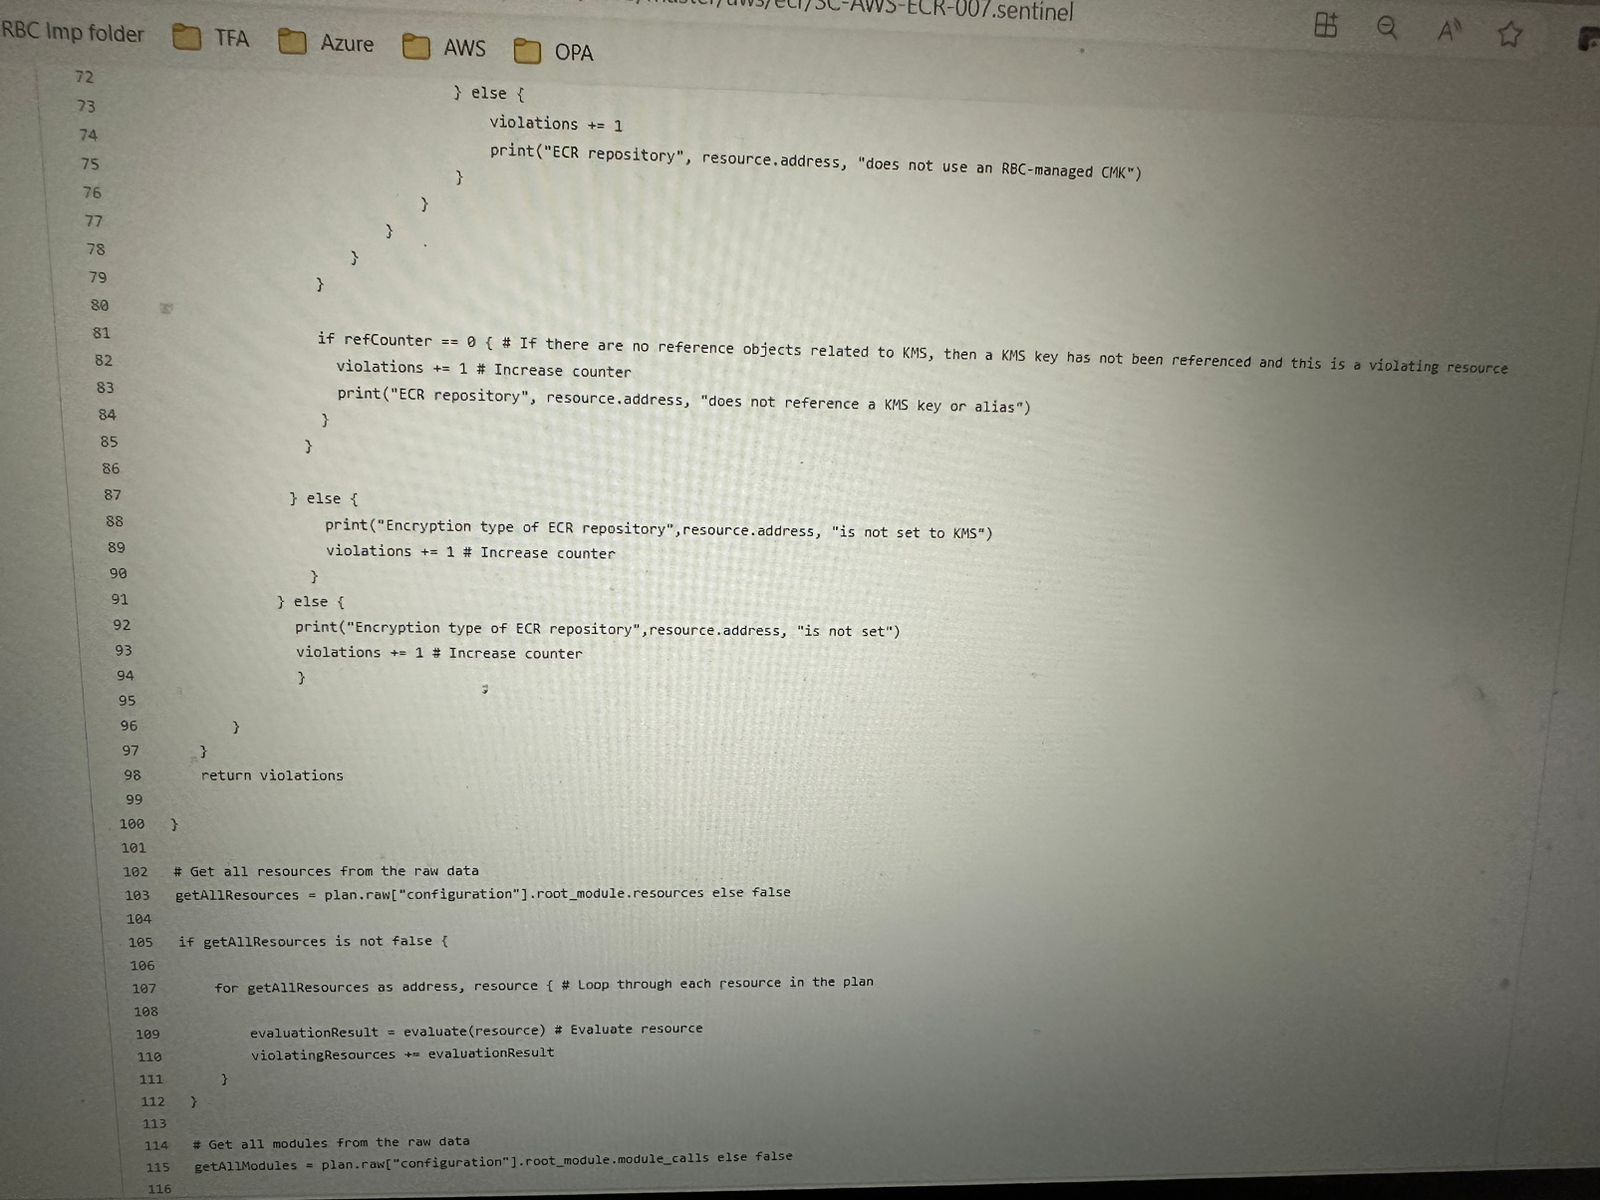 master/aws/ecr/SC-AWS-ECR-007.sentinel
RBC Imp folder TFA Azure AWS OPA
72
73 } else {
74 violations += 1
75 print("ECR repository", resource.address, "does not use an RBC-managed CMK")
76 }
77 }
78 }
79 }
80 }
81
82 if refCounter == 0 { # If there are no reference objects related to KMS, then a KMS key has not been referenced and this is a violating resource
83 violations += 1 # Increase counter
84 print("ECR repository", resource.address, "does not reference a KMS key or alias")
85 }
86 }
87
88 } else {
89 print("Encryption type of ECR repository",resource.address, "is not set to KMS")
90 violations += 1 # Increase counter
91 }
92 } else {
93 print("Encryption type of ECR repository",resource.address, "is not set")
94 violations += 1 # Increase counter
95 }
96
97 }
98 }
99 return violations
100 }
101
102 # Get all resources from the raw data
103 getAllResources = plan.raw["configuration"].root_module.resources else false
104
105 if getAllResources is not false {
106
107 for getAllResources as address, resource { # Loop through each resource in the plan
108
109 evaluationResult = evaluate(resource) # Evaluate resource
110 violatingResources += evaluationResult
111 }
112 }
113
114 # Get all modules from the raw data
115 getAllModules = plan.raw["configuration"].root_module.module_calls else false
116